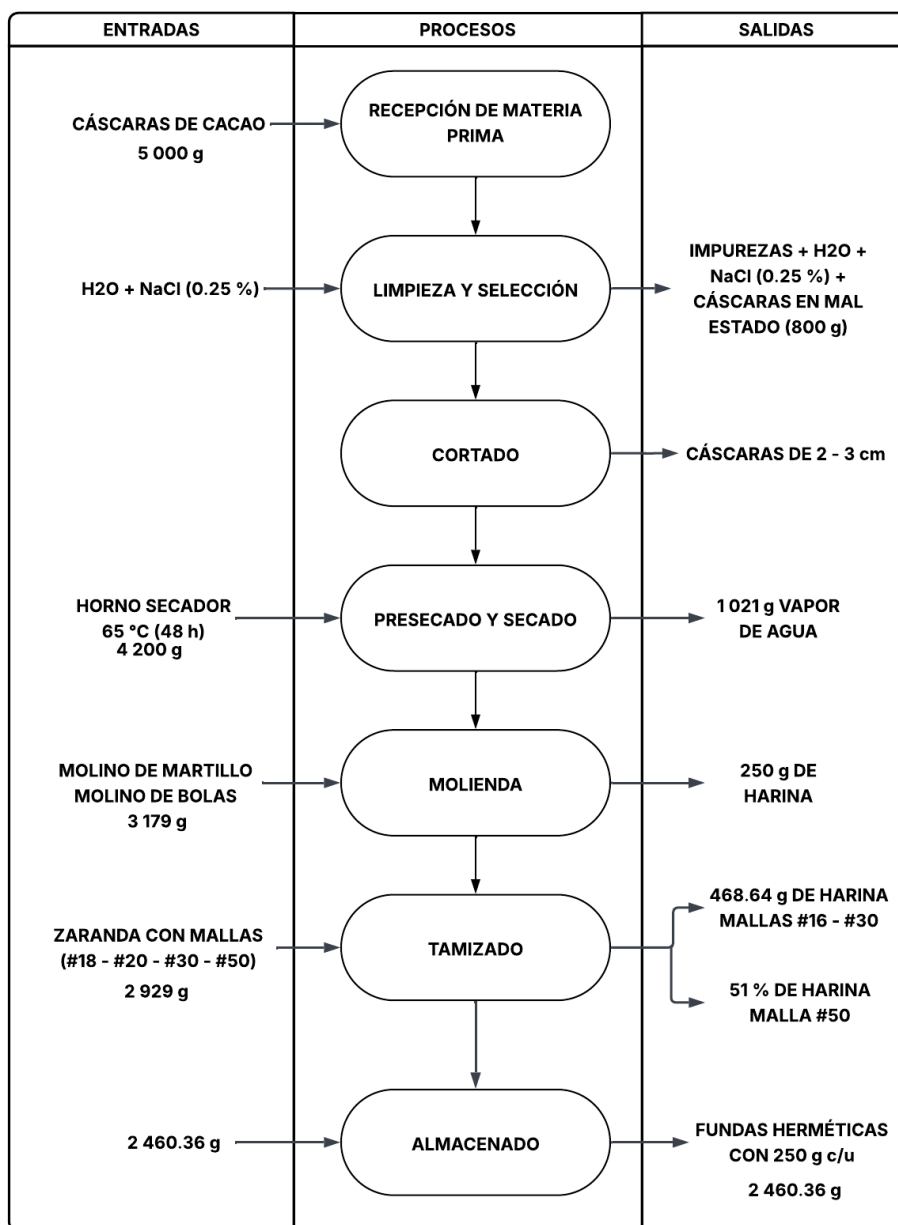 ENTRADAS
PROCESOS
SALIDAS
CÁSCARAS DE CACAO
5 000 g
RECEPCIÓN DE MATERIA
PRIMA
H2O + NaCl (0.25 %)
LIMPIEZA Y SELECCIÓN
IMPUREZAS + H2O +
NaCl (0.25 %) +
CÁSCARAS EN MAL
ESTADO (800 g)
CORTADO
CÁSCARAS DE 2 - 3 cm
HORNO SECADOR
65 °C (48 h)
4 200 g
PRESECADO Y SECADO
1 021 g VAPOR
DE AGUA
MOLINO DE MARTILLO
MOLINO DE BOLAS
3 179 g
MOLIENDA
250 g DE
HARINA
ZARANDA CON MALLAS
(#18 - #20 - #30 - #50)
2 929 g
TAMIZADO
468.64 g DE HARINA
MALLAS #16 - #30
51 % DE HARINA
MALLA #50
2 460.36 g
ALMACENADO
FUNDAS HERMÉTICAS
CON 250 g c/u
2 460.36 g